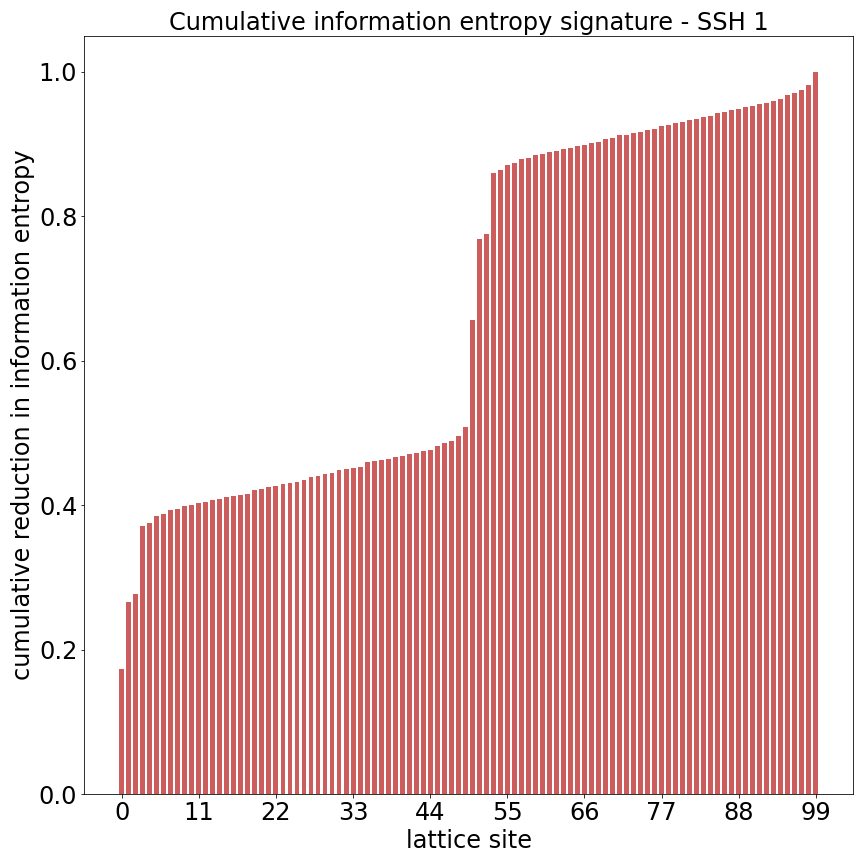 Cumulative information entropy signature - SSH 1
cumulative reduction in information entropy
1.0
0.8
0.6
0.4
0.2
0.0
0 11 22 33 44 55 66 77 88 99
lattice site